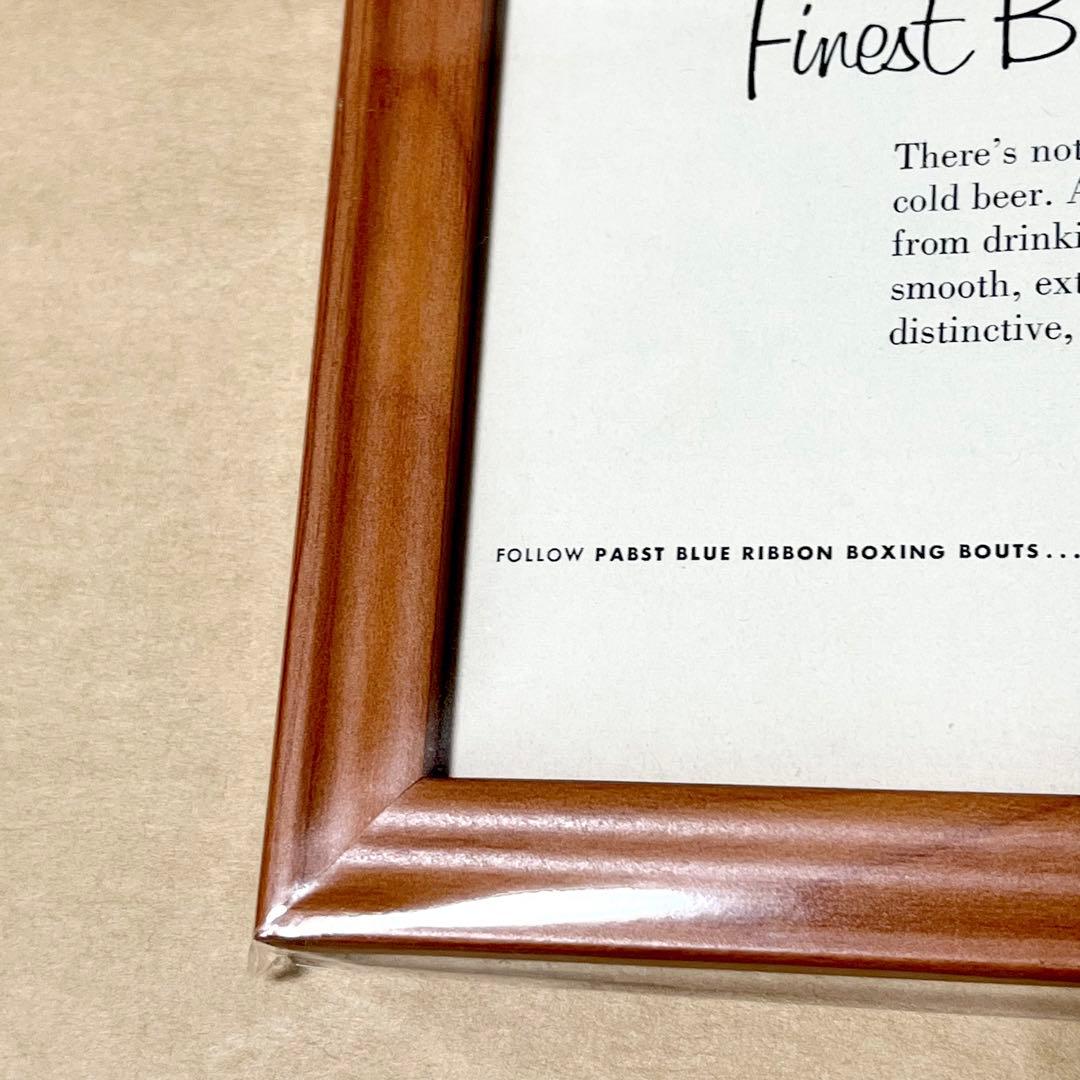 Finest B
There's not
cold beer. A
from drinki
smooth, ext
distinctive,
FOLLOW PABST BLUE RIBBON BOXING BOUTS...